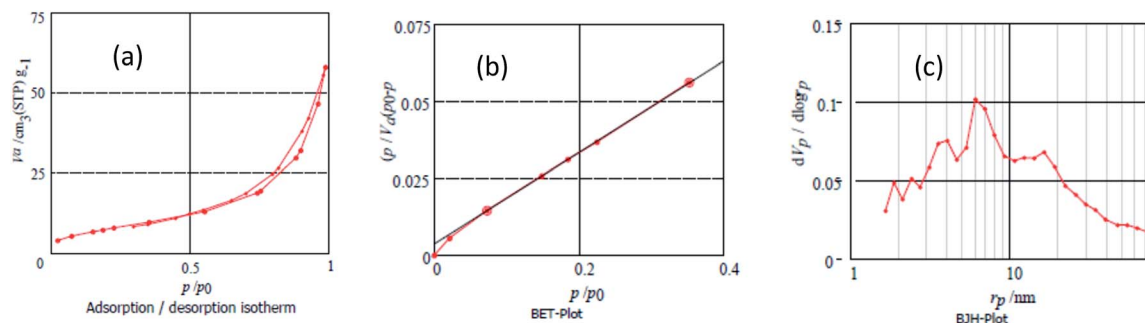 (a)
Va /cm3(STP) g-1
75
50
25
0
0
0.5
1
p /p0
Adsorption / desorption isotherm
(b)
(p / Va(p0-p
0.05
0.025
0
0
0.2
0.4
p /p0
BET-Plot
(c)
dVp / dlogrp
0.15
0.1
0.05
0
1
10
rp /nm
BJH-Plot